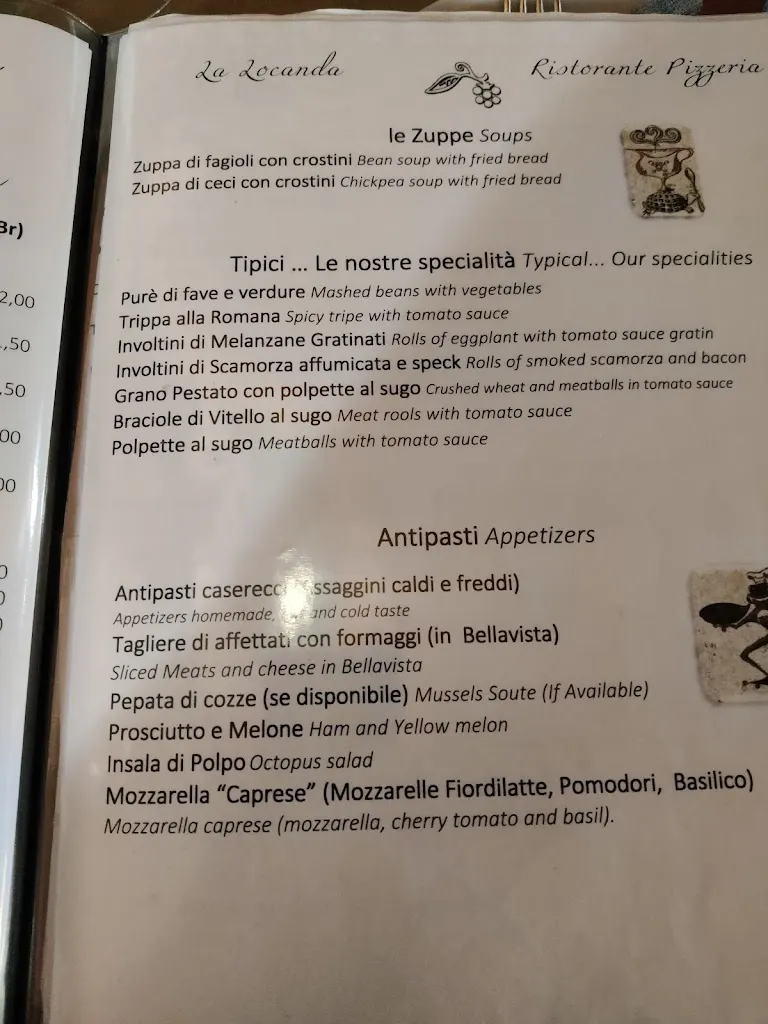 La Locanda Ristorante Pizzeria
le Zuppe Soups
Zuppa di fagioli con crostini Bean soup with fried bread
Zuppa di ceci con crostini Chickpea soup with fried bread
Tipici ... Le nostre specialità Typical... Our specialities
Purè di fave e verdure Mashed beans with vegetables
Trippa alla Romana Spicy tripe with tomato sauce
Involtini di Melanzane Gratinati Rolls of eggplant with tomato sauce gratin
Involtini di Scamorza affumicata e speck Rolls of smoked scamorza and bacon
Grano Pestato con polpette al sugo Crushed wheat and meatballs in tomato sauce
Braciole di Vitello al sugo Meat rools with tomato sauce
Polpette al sugo Meatballs with tomato sauce
Antipasti Appetizers
Antipasti caldi e freddi)
Appetizers homemade, and cold taste
Tagliere di affettati con formaggi (in Bellavista)
Sliced Meats and cheese in Bellavista
Pepata di cozze (se disponibile) Mussels Soute (If Available)
Prosciutto e Melone Ham and Yellow melon
Insala di Polpo Octopus salad
Mozzarella “Caprese” (Mozzarelle Fiordilatte, Pomodori, Basilico)
Mozzarella caprese (mozzarella, cherry tomato and basil).